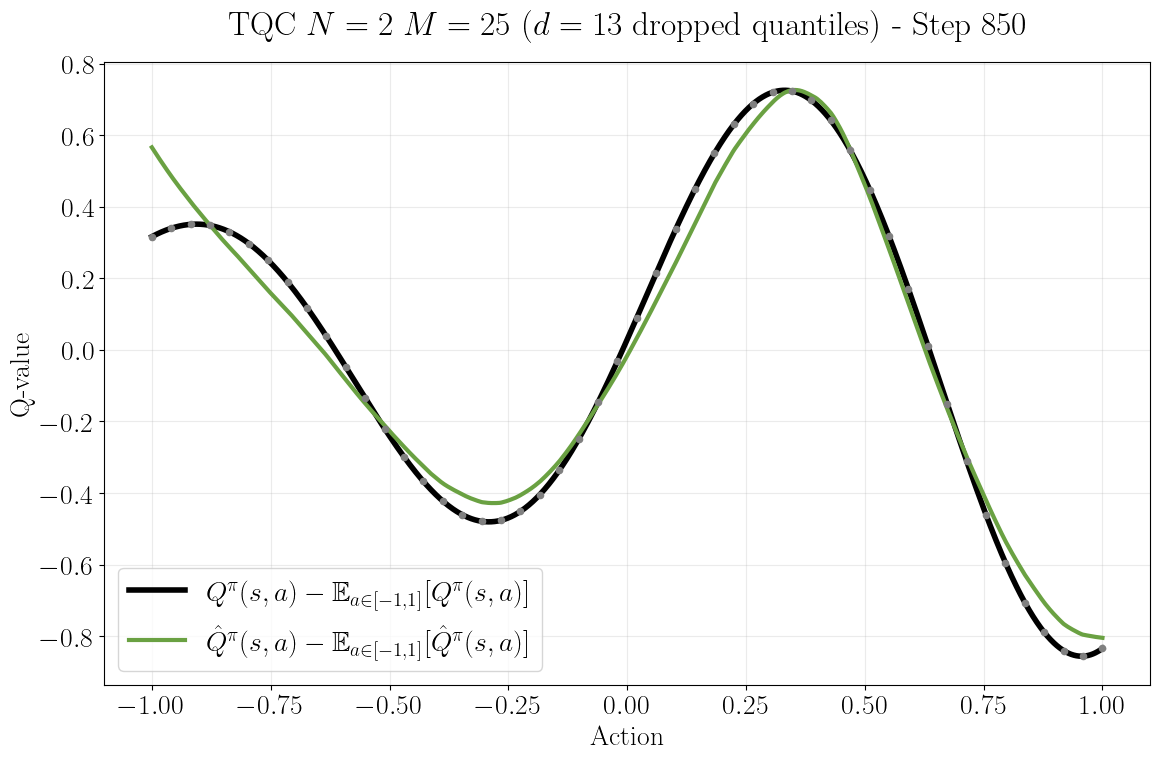 TQC N = 2 M = 25 (d = 13 dropped quantiles) - Step 850
0.8
0.6
0.4
0.2
0.0
−0.2
−0.4
−0.6
−0.8
Q-value
Q^π(s, a) − 𝔼_{a∈[−1,1]}[Q^π(s, a)]
Q̂^π(s, a) − 𝔼_{a∈[−1,1]}[Q̂^π(s, a)]
−1.00 −0.75 −0.50 −0.25 0.00 0.25 0.50 0.75 1.00
Action